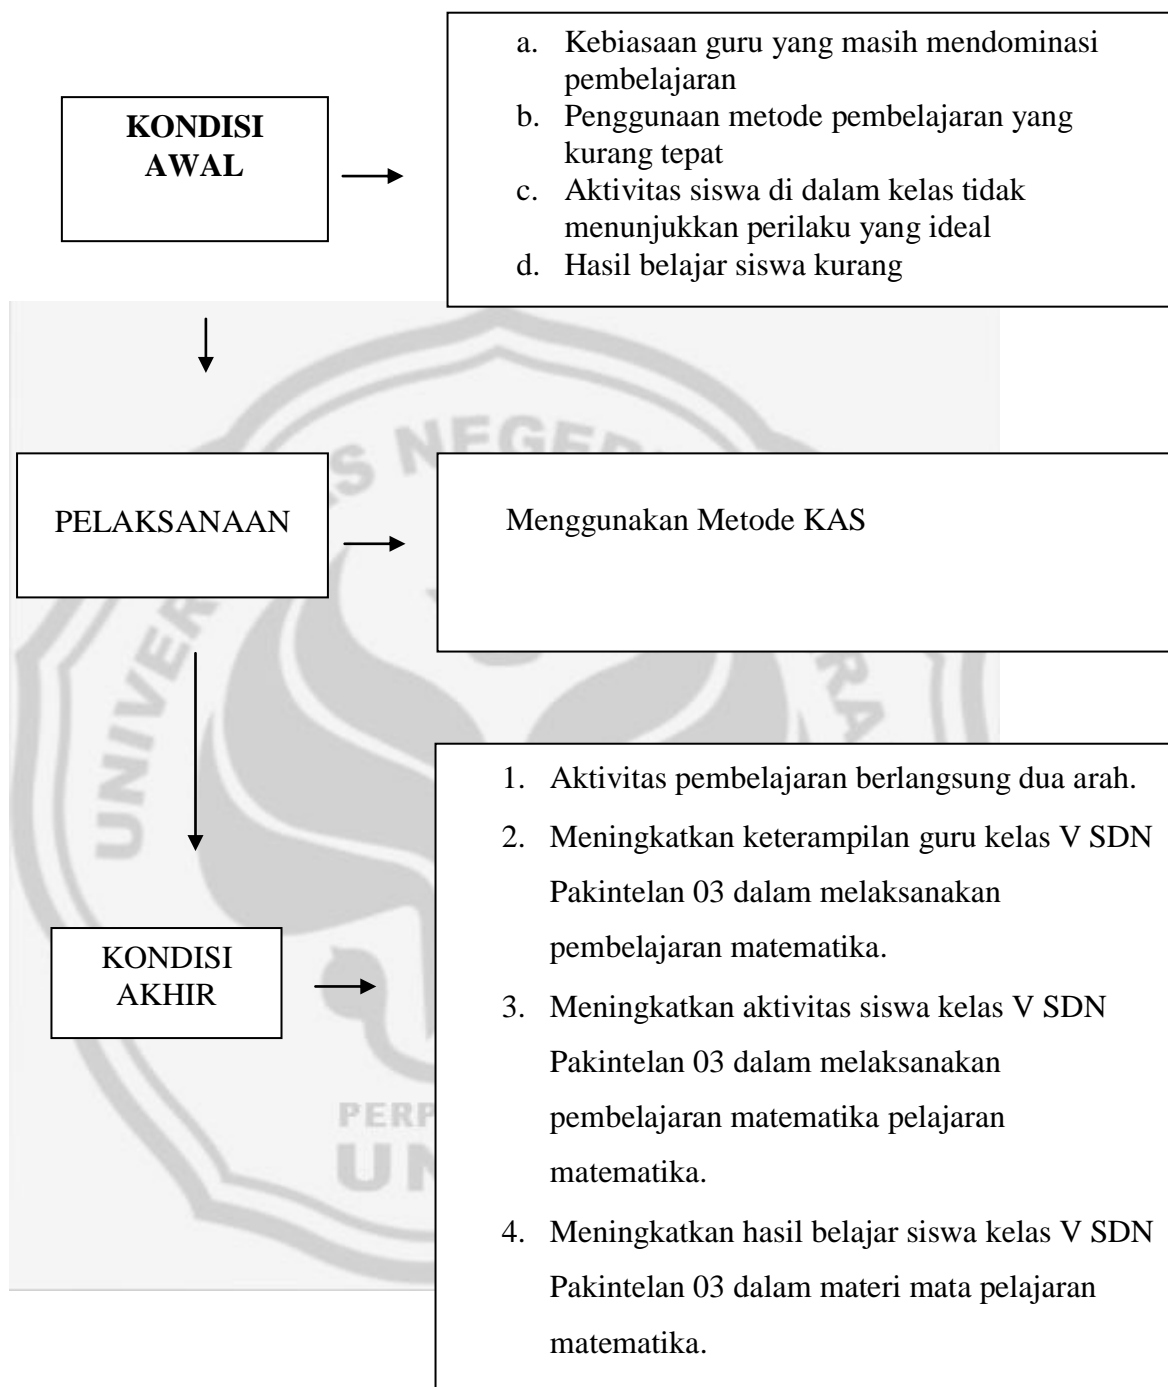 KONDISI
AWAL
a. Kebiasaan guru yang masih mendominasi
pembelajaran
b. Penggunaan metode pembelajaran yang
kurang tepat
c. Aktivitas siswa di dalam kelas tidak
menunjukkan perilaku yang ideal
d. Hasil belajar siswa kurang
PELAKSANAAN
Menggunakan Metode KAS
KONDISI
AKHIR
1. Aktivitas pembelajaran berlangsung dua arah.
2. Meningkatkan keterampilan guru kelas V SDN
Pakintelan 03 dalam melaksanakan
pembelajaran matematika.
3. Meningkatkan aktivitas siswa kelas V SDN
Pakintelan 03 dalam melaksanakan
pembelajaran matematika pelajaran
matematika.
4. Meningkatkan hasil belajar siswa kelas V SDN
Pakintelan 03 dalam materi mata pelajaran
matematika.